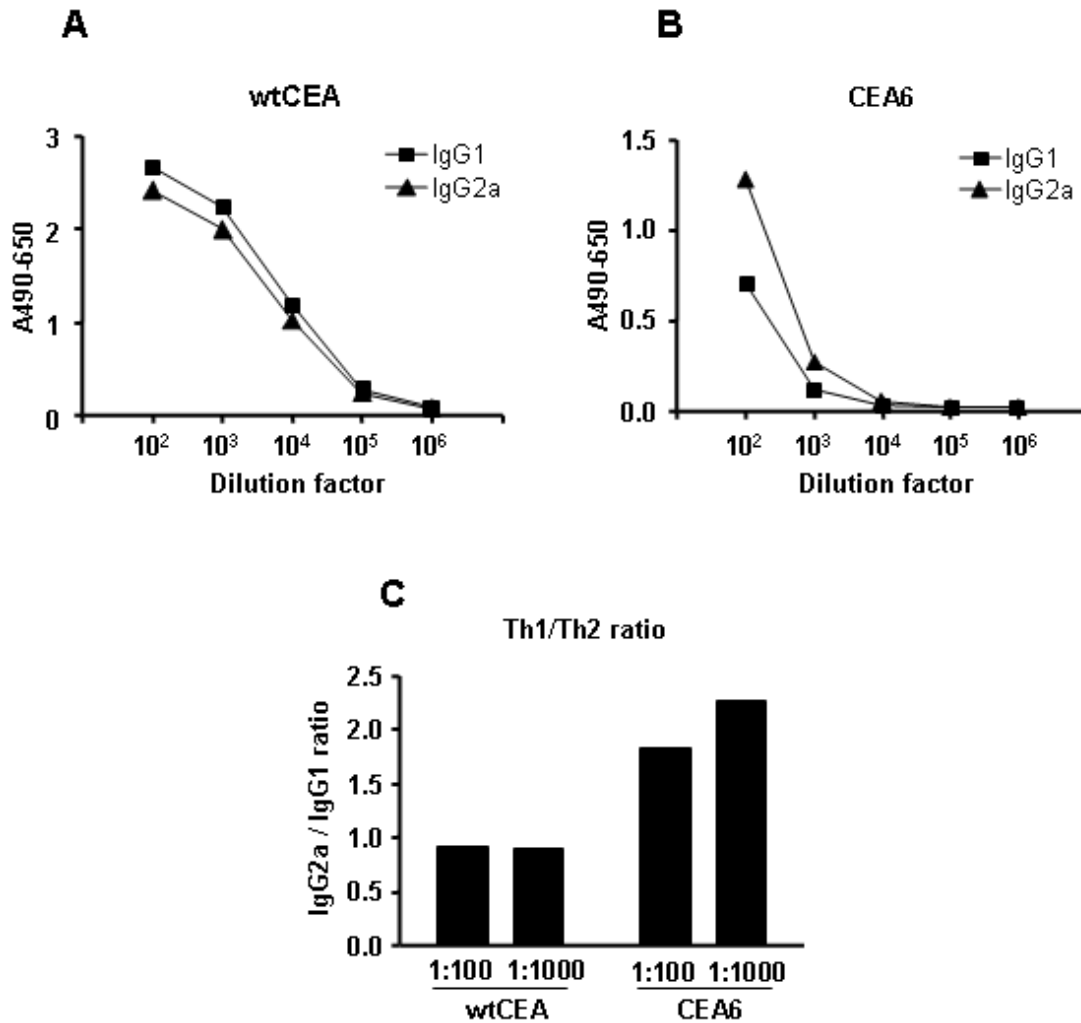 A
wtCEA
IgG1
IgG2a
A490-650
3
2
1
0
10² 10³ 10⁴ 10⁵ 10⁶
Dilution factor
B
CEA6
IgG1
IgG2a
A490-650
1.5
1.0
0.5
0.0
10² 10³ 10⁴ 10⁵ 10⁶
Dilution factor
C
Th1/Th2 ratio
IgG2a / IgG1 ratio
2.5
2.0
1.5
1.0
0.5
0.0
1:100 1:1000 1:100 1:1000
wtCEA CEA6